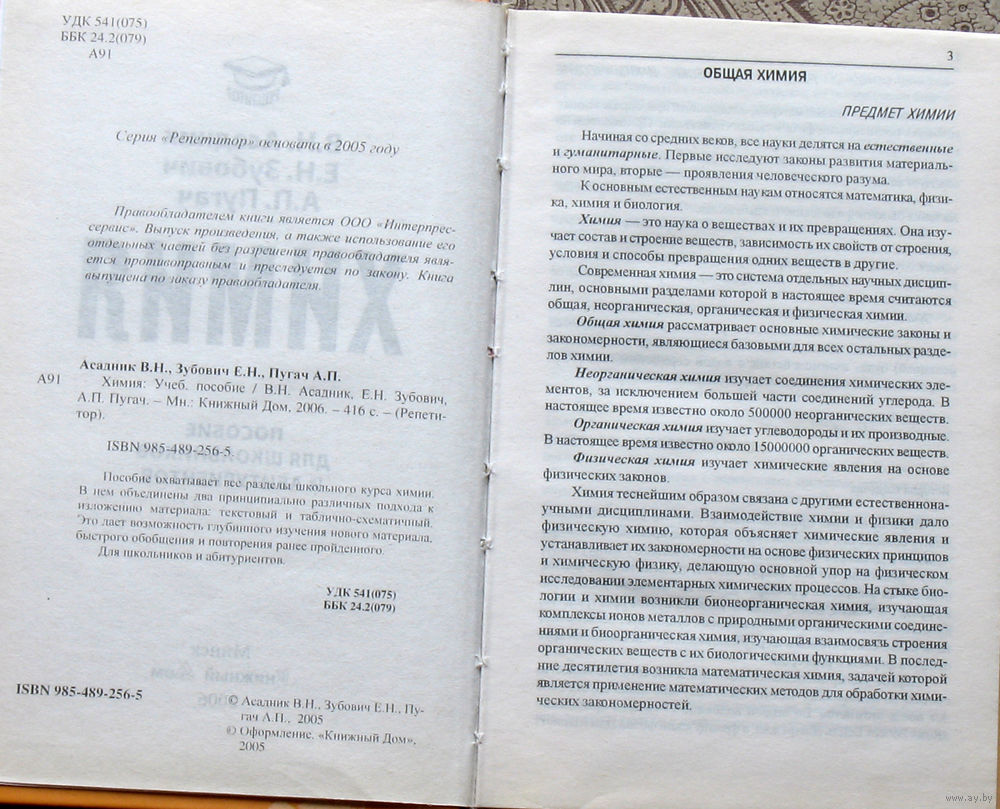 УДК 541(075)
ББК 24.2(079)
А91
Серия «Репетитор» основана в 2005 году
Правообладателем книги является ООО «Интерпрес-
сервис». Выпуск произведения, а также использование его
отдельных частей без разрешения правообладателя явля-
ется противоправным и преследуется по закону. Книга
выпущена по заказу правообладателя.
Асадник В.Н., Зубович Е.Н., Пугач А.П.
А91 Химия: Учеб. пособие / В.Н. Асадник, Е.Н. Зубович,
А.П. Пугач. – Мн.: Книжный Дом, 2006. – 416 с. – (Репети-
тор).
ISBN 985-489-256-5.
Пособие охватывает все разделы школьного курса химии.
В нем объединены два принципиально различных подхода к
изложению материала: текстовый и таблично-схематичный.
Это дает возможность глубинного изучения нового материала,
быстрого обобщения и повторения ранее пройденного.
Для школьников и абитуриентов.
УДК 541(075)
ББК 24.2(079)
ISBN 985-489-256-5
© Асадник В.Н., Зубович Е.Н., Пу-
гач А.П., 2005
© Оформление. «Книжный Дом»,
2005
3
ОБЩАЯ ХИМИЯ
ПРЕДМЕТ ХИМИИ
Начиная со средних веков, все науки делятся на естественные
и гуманитарные. Первые исследуют законы развития материаль-
ного мира, вторые — проявления человеческого разума.
К основным естественным наукам относятся математика, физи-
ка, химия и биология.
Химия — это наука о веществах и их превращениях. Она изу-
чает состав и строение веществ, зависимость их свойств от строения,
условия и способы превращения одних веществ в другие.
Современная химия — это система отдельных научных дисцип-
лин, основными разделами которой в настоящее время считаются
общая, неорганическая, органическая и физическая химии.
Общая химия рассматривает основные химические законы и
закономерности, являющиеся базовыми для всех остальных разде-
лов химии.
Неорганическая химия изучает соединения химических эле-
ментов, за исключением большей части соединений углерода. В
настоящее время известно около 500000 неорганических веществ.
Органическая химия изучает углеводороды и их производные.
В настоящее время известно около 15000000 органических веществ.
Физическая химия изучает химические явления на основе
физических законов.
Химия теснейшим образом связана с другими естественнона-
учными дисциплинами. Взаимодействие химии и физики дало
физическую химию, которая объясняет химические явления и
устанавливает их закономерности на основе физических принципов
и химическую физику, делающую основной упор на физическом
исследовании элементарных химических процессов. На стыке био-
логии и химии возникли бионеорганическая химия, изучающая
комплексы ионов металлов с природными органическими соедине-
ниями и биоорганическая химия, изучающая взаимосвязь строения
органических веществ с их биологическими функциями. В послед-
ние десятилетия возникла математическая химия, задачей которой
является применение математических методов для обработки хими-
ческих закономерностей.
www.ay.by